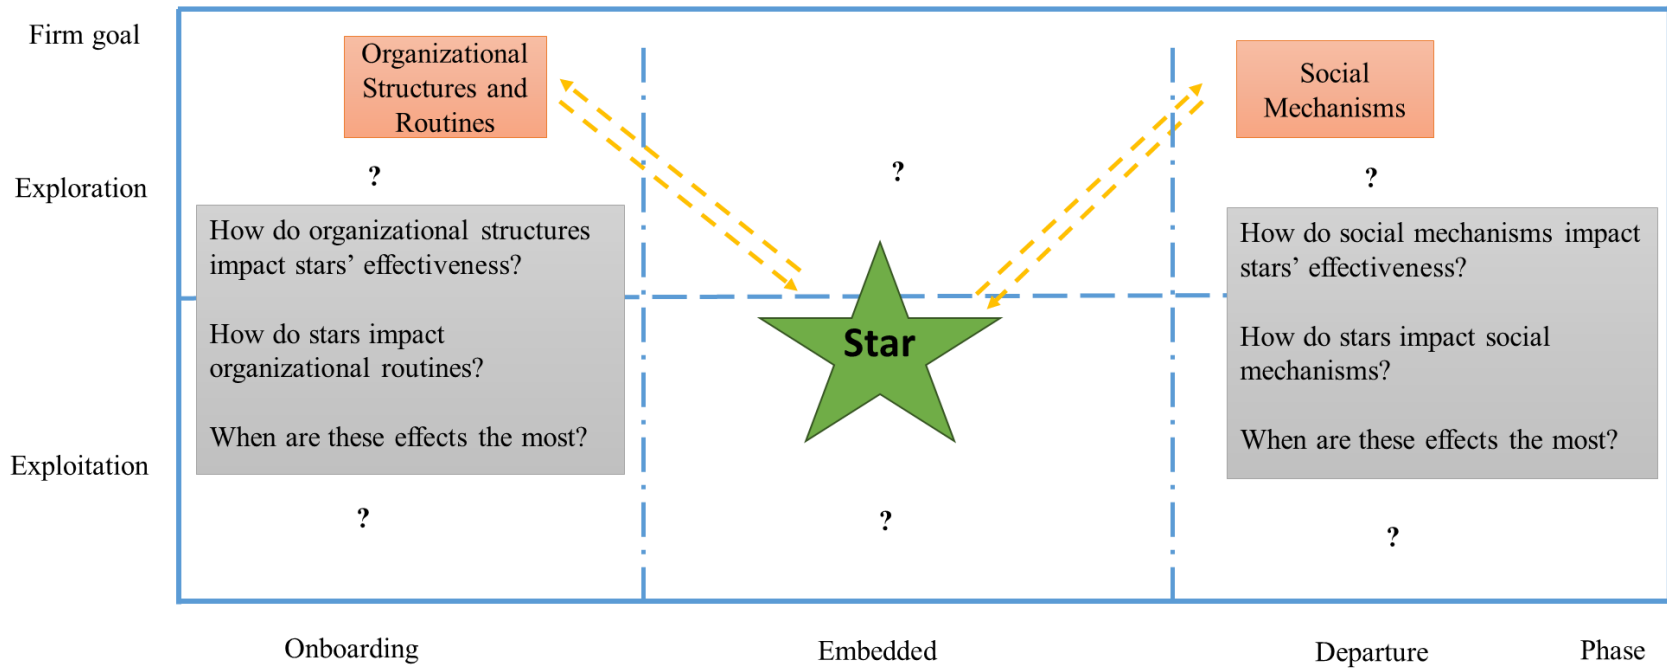 Firm goal
Organizational
Structures and
Routines
Social
Mechanisms
Exploration
?
?
?
How do organizational structures
impact stars’ effectiveness?
How do stars impact
organizational routines?
When are these effects the most?
Star
How do social mechanisms impact
stars’ effectiveness?
How do stars impact social
mechanisms?
When are these effects the most?
Exploitation
?
?
?
Onboarding
Embedded
Departure
Phase